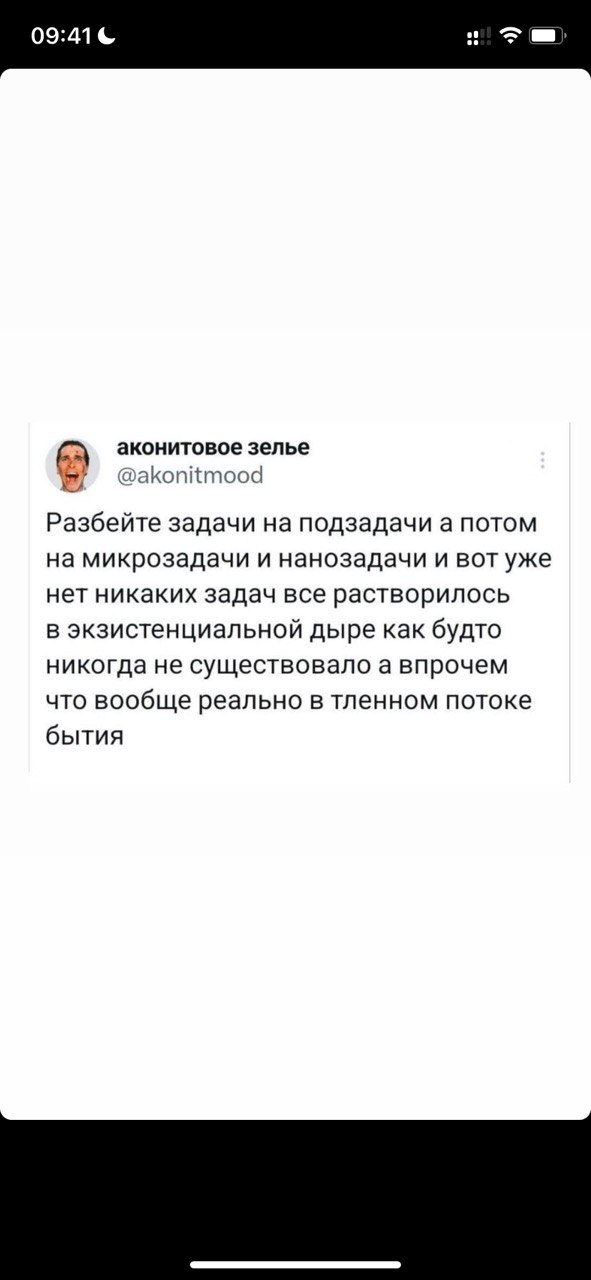 09:41
аконитовое зелье
@akonitmood
Разбейте задачи на подзадачи а потом
на микрозадачи и нанозадачи и вот уже
нет никаких задач все растворилось
в экзистенциальной дыре как будто
никогда не существовало а впрочем
что вообще реально в тленном потоке
бытия